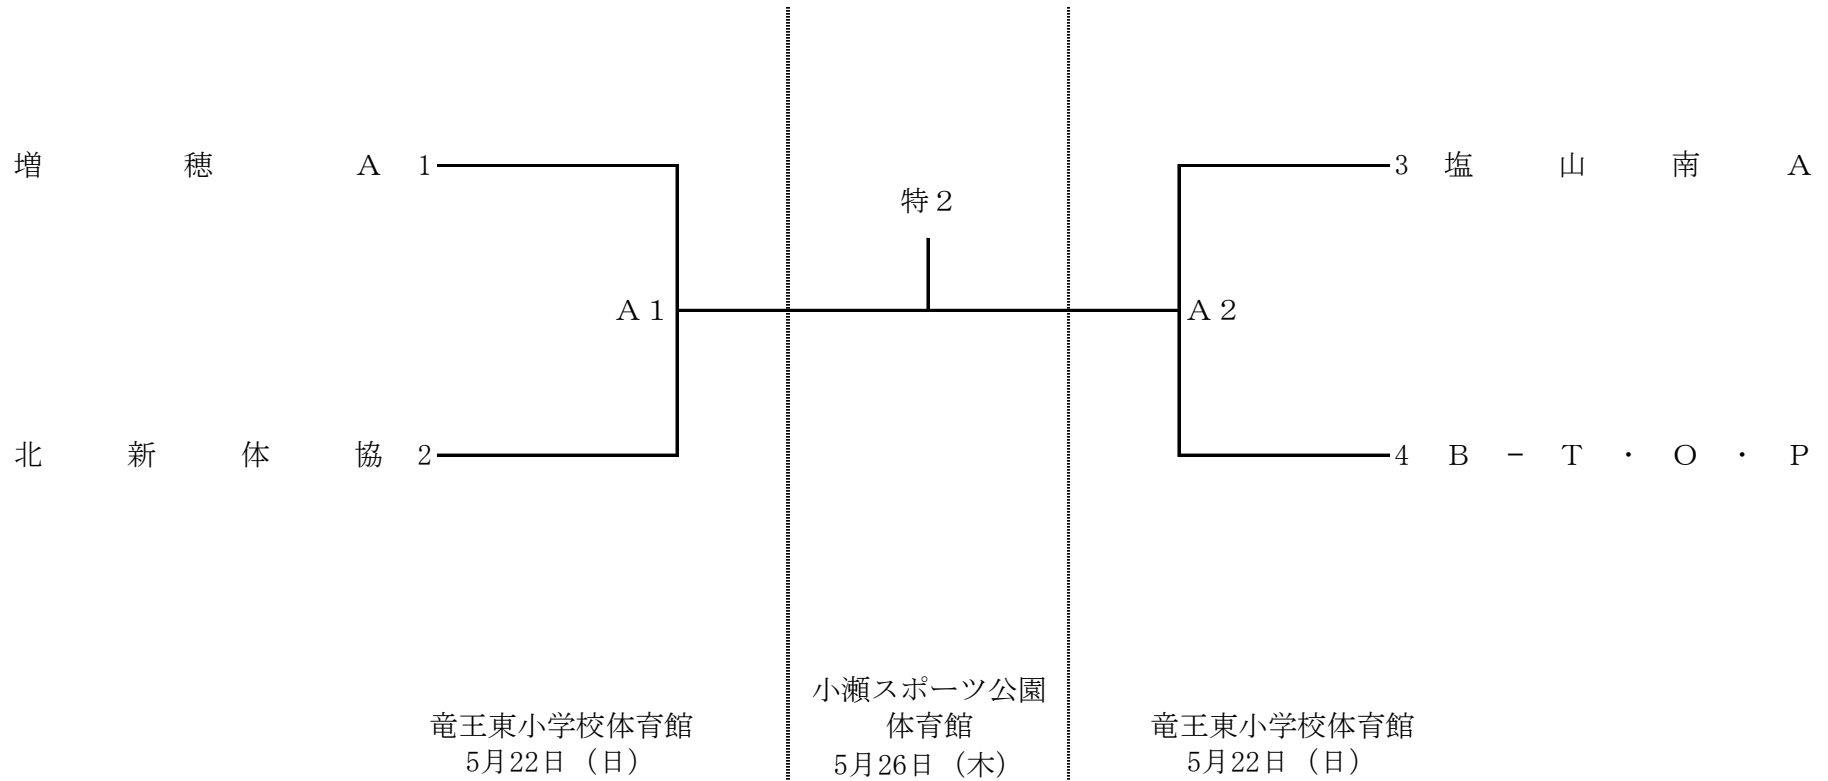 増穂Ａ 1
3 塩山南Ａ
特２
Ａ１
Ａ２
北新体協 2
4 Ｂ－Ｔ・Ｏ・Ｐ
竜王東小学校体育館
5月22日（日）
小瀬スポーツ公園
体育館
5月26日（木）
竜王東小学校体育館
5月22日（日）